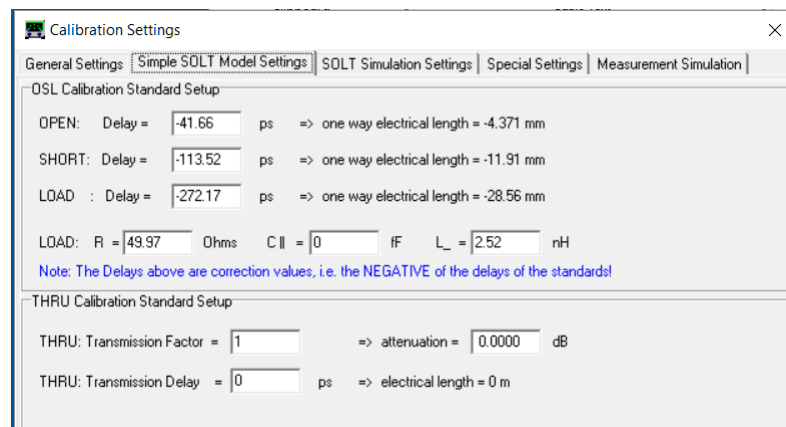 Calibration Settings
General Settings Simple SOLT Model Settings SOLT Simulation Settings Special Settings Measurement Simulation
OSL Calibration Standard Setup
OPEN: Delay = -41.66 ps => one way electrical length = -4.371 mm
SHORT: Delay = -113.52 ps => one way electrical length = -11.91 mm
LOAD : Delay = -272.17 ps => one way electrical length = -28.56 mm
LOAD: R = 49.97 Ohms C || = 0 fF L_ = 2.52 nH
Note: The Delays above are correction values, i.e. the NEGATIVE of the delays of the standards!
THRU Calibration Standard Setup
THRU: Transmission Factor = 1 => attenuation = 0.0000 dB
THRU: Transmission Delay = 0 ps => electrical length = 0 m